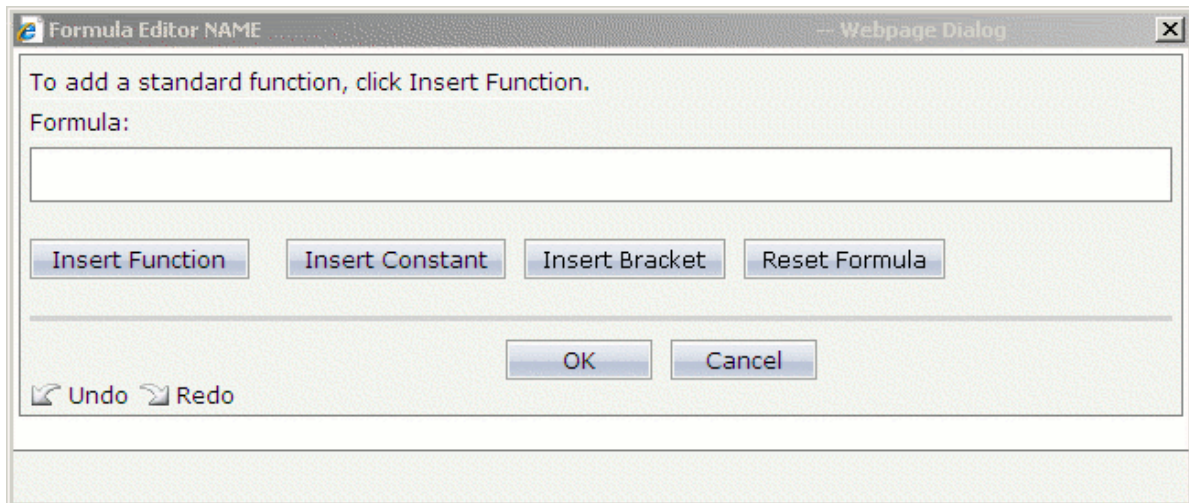 Formula Editor NAME -- Webpage Dialog
To add a standard function, click Insert Function.
Formula:
Insert Function Insert Constant Insert Bracket Reset Formula
OK Cancel
Undo Redo